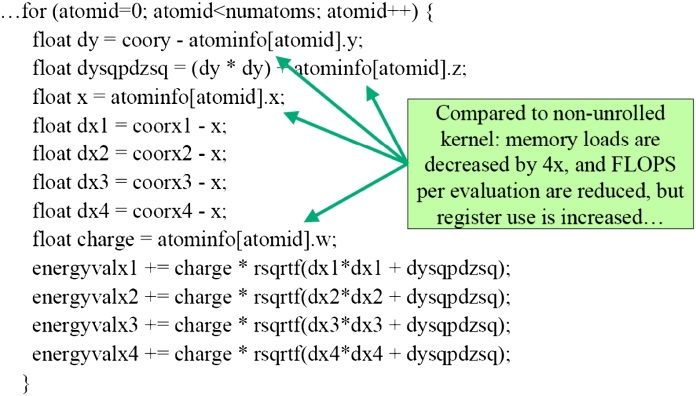 …for (atomid=0; atomid<numatoms; atomid++) {
float dy = coory - atominfo[atomid].y;
float dysqpdzsq = (dy * dy) + atominfo[atomid].z;
float x = atominfo[atomid].x;
float dx1 = coorx1 - x;
float dx2 = coorx2 - x;
float dx3 = coorx3 - x;
float dx4 = coorx4 - x;
float charge = atominfo[atomid].w;
energyvalx1 += charge * rsqrtf(dx1*dx1 + dysqpdzsq);
energyvalx2 += charge * rsqrtf(dx2*dx2 + dysqpdzsq);
energyvalx3 += charge * rsqrtf(dx3*dx3 + dysqpdzsq);
energyvalx4 += charge * rsqrtf(dx4*dx4 + dysqpdzsq);
}
Compared to non-unrolled
kernel: memory loads are
decreased by 4x, and FLOPS
per evaluation are reduced, but
register use is increased…